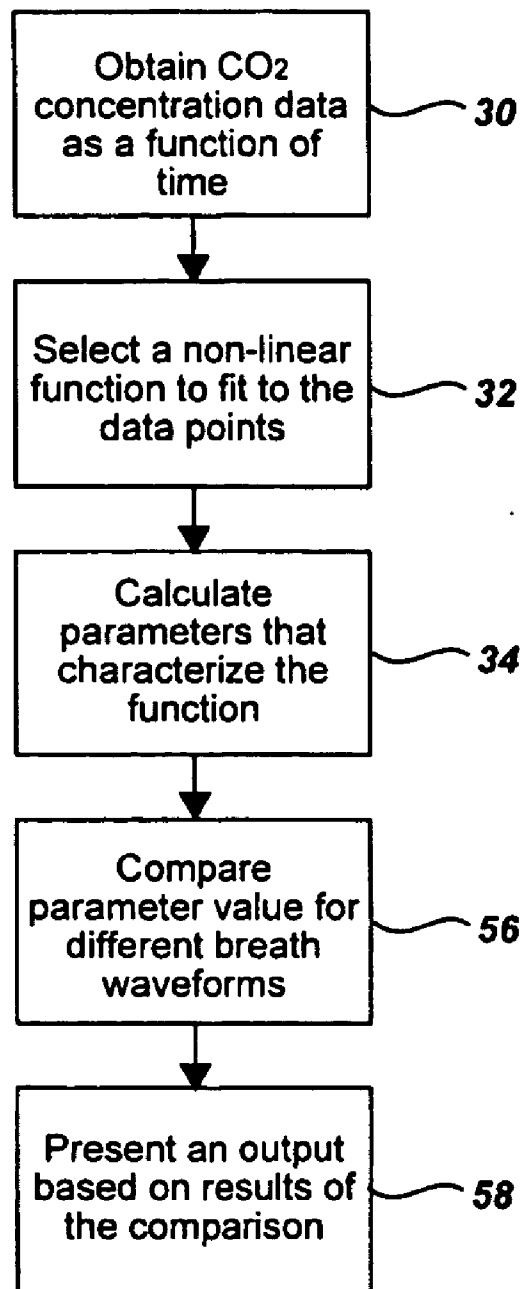 Obtain CO2
concentration data
as a function of
time
30
Select a non-linear
function to fit to the
data points
32
Calculate
parameters that
characterize the
function
34
Compare
parameter value for
different breath
waveforms
56
Present an output
based on results of
the comparison
58